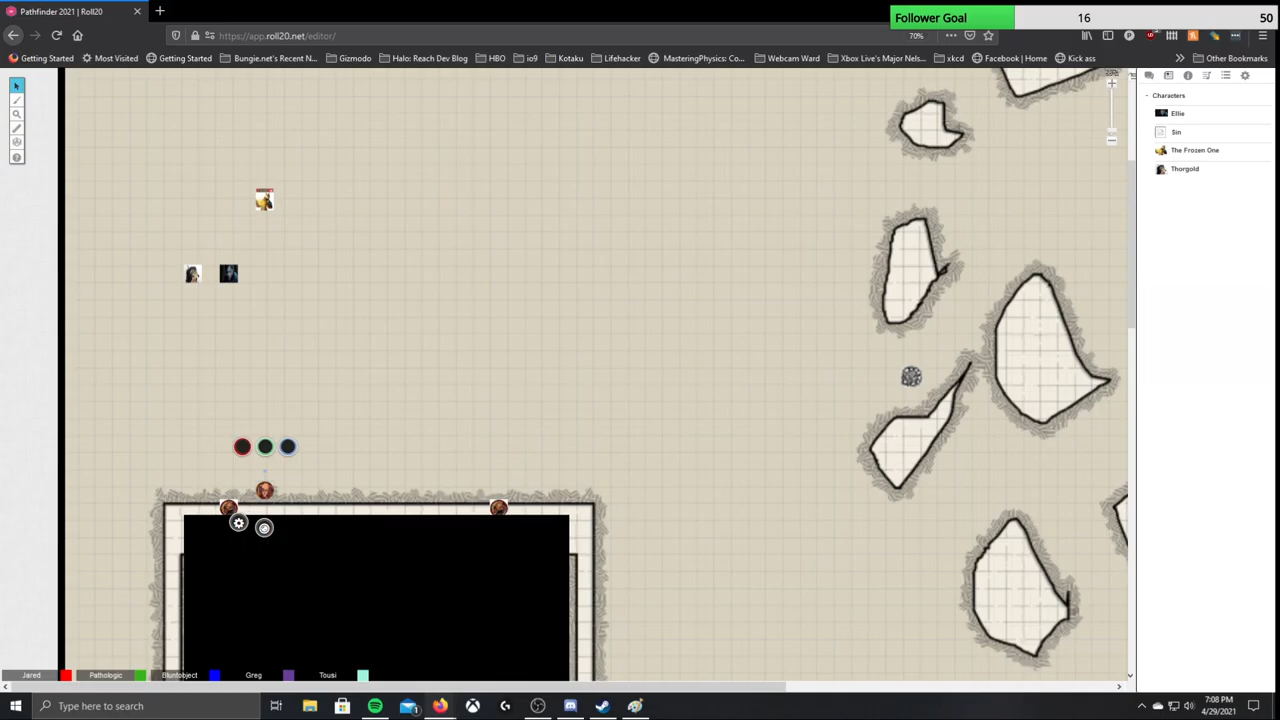 Pathfinder 2021 | Roll20
Follower Goal 16 50
https://app.roll20.net/editor/ 70%
Getting Started Most Visited Getting Started Bungie.net's Recent N... Gizmodo Halo: Reach Dev Blog HBO io9 Kotaku Lifehacker MasteringPhysics: Co... Webcam Ward Xbox Live's Major Nels... xkcd Facebook | Home Kick ass Other Bookmarks
Characters
Ellie
Sin
The Frozen One
Thorgold
Jared Pathologic Bluntobject Greg Tousi
Type here to search
7:08 PM
4/29/2021